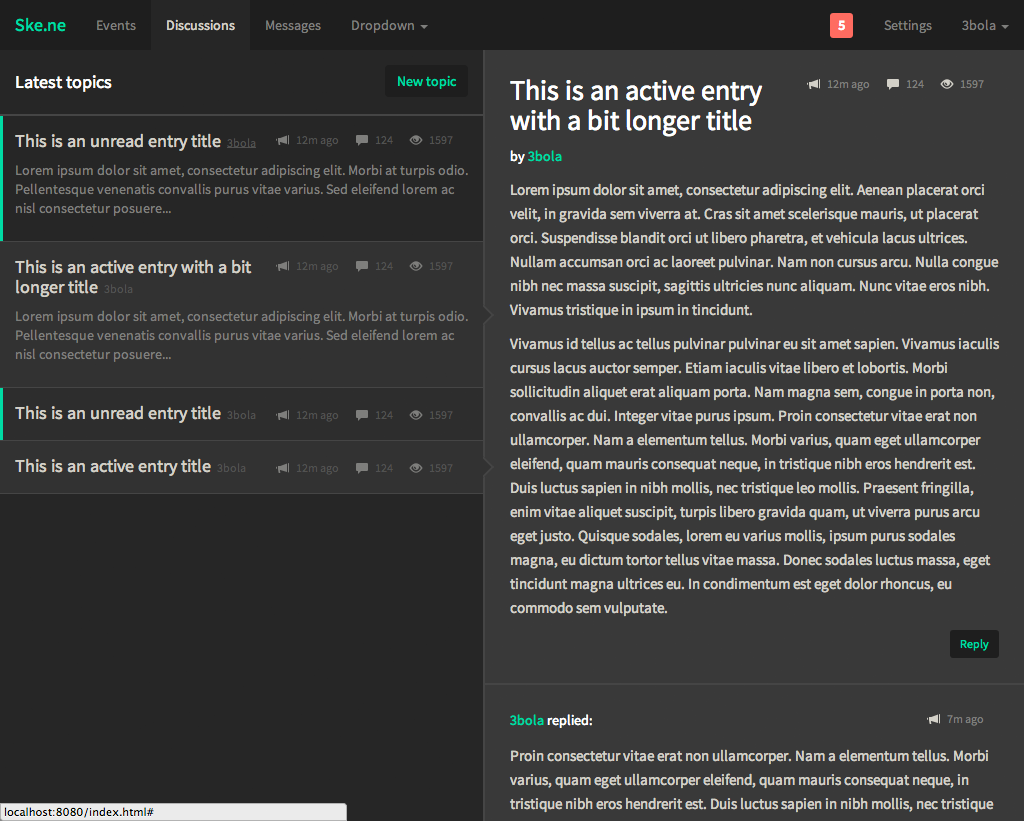 Ske.ne Events Discussions Messages Dropdown 5 Settings 3bola
Latest topics New topic
This is an unread entry title 3bola 12m ago 124 1597
Lorem ipsum dolor sit amet, consectetur adipiscing elit. Morbi at turpis odio.
Pellentesque venenatis convallis purus vitae varius. Sed eleifend lorem ac
nisl consectetur posuere...
This is an active entry with a bit 12m ago 124 1597
longer title 3bola
Lorem ipsum dolor sit amet, consectetur adipiscing elit. Morbi at turpis odio.
Pellentesque venenatis convallis purus vitae varius. Sed eleifend lorem ac
nisl consectetur posuere...
This is an unread entry title 3bola 12m ago 124 1597
This is an active entry title 3bola 12m ago 124 1597
This is an active entry 12m ago 124 1597
with a bit longer title
by 3bola
Lorem ipsum dolor sit amet, consectetur adipiscing elit. Aenean placerat orci
velit, in gravida sem viverra at. Cras sit amet scelerisque mauris, ut placerat
orci. Suspendisse blandit orci ut libero pharetra, et vehicula lacus ultrices.
Nullam accumsan orci ac laoreet pulvinar. Nam non cursus arcu. Nulla congue
nibh nec massa suscipit, sagittis ultricies nunc aliquam. Nunc vitae eros nibh.
Vivamus tristique in ipsum in tincidunt.
Vivamus id tellus ac tellus pulvinar pulvinar eu sit amet sapien. Vivamus iaculis
cursus lacus auctor semper. Etiam iaculis vitae libero et lobortis. Morbi
sollicitudin aliquet erat aliquam porta. Nam magna sem, congue in porta non,
convallis ac dui. Integer vitae purus ipsum. Proin consectetur vitae erat non
ullamcorper. Nam a elementum tellus. Morbi varius, quam eget ullamcorper
eleifend, quam mauris consequat neque, in tristique nibh eros hendrerit est.
Duis luctus sapien in nibh mollis, nec tristique leo mollis. Praesent fringilla,
enim vitae aliquet suscipit, turpis libero gravida quam, ut viverra purus arcu
eget justo. Quisque sodales, lorem eu varius mollis, ipsum purus sodales
magna, eu dictum tortor tellus vitae massa. Donec sodales luctus massa, eget
tincidunt magna ultrices eu. In condimentum est eget dolor rhoncus, eu
commodo sem vulputate.
Reply
3bola replied: 7m ago
Proin consectetur vitae erat non ullamcorper. Nam a elementum tellus. Morbi
varius, quam eget ullamcorper eleifend, quam mauris consequat neque, in
tristique nibh eros hendrerit est. Duis luctus sapien in nibh mollis, nec tristique
localhost:8080/index.html#